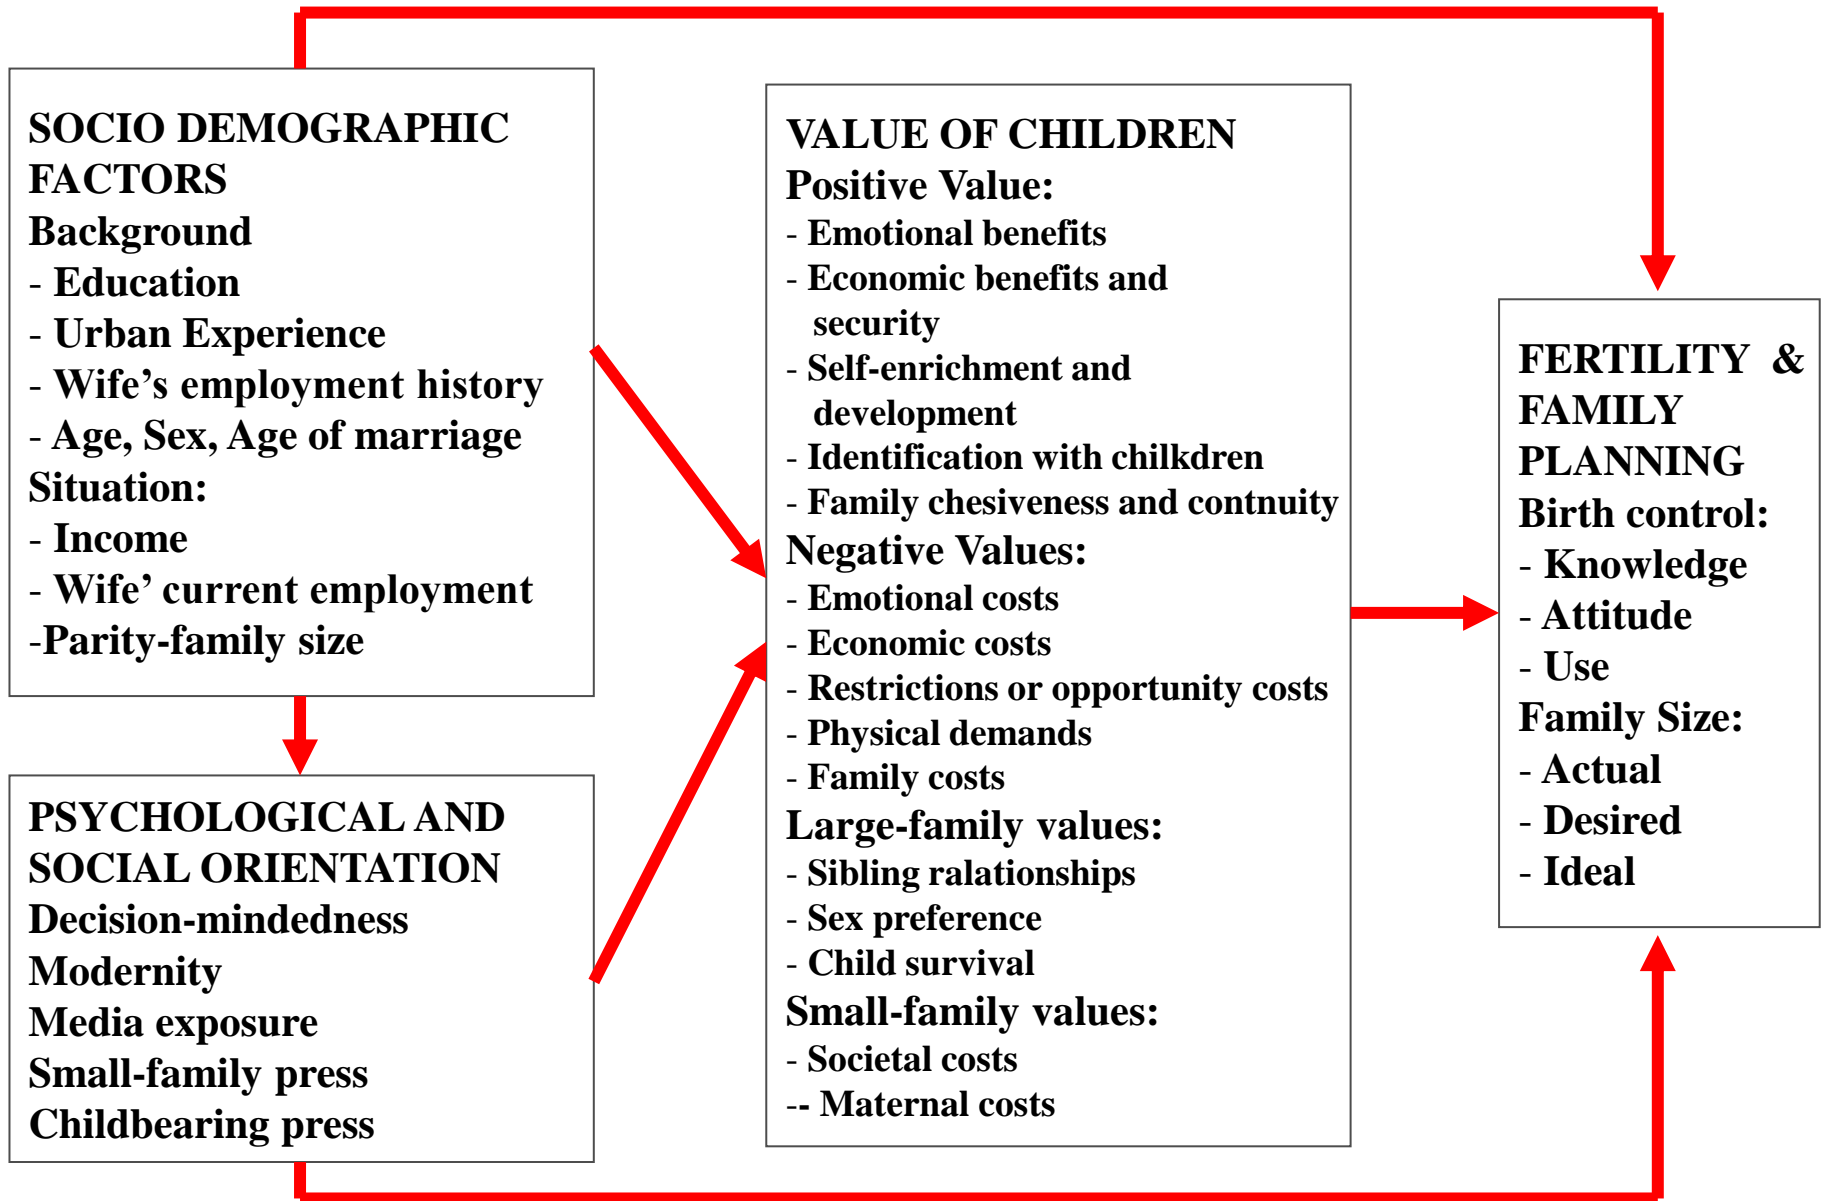 SOCIO DEMOGRAPHIC
FACTORS
Background
- Education
- Urban Experience
- Wife’s employment history
- Age, Sex, Age of marriage
Situation:
- Income
- Wife’ current employment
-Parity-family size
PSYCHOLOGICAL AND
SOCIAL ORIENTATION
Decision-mindedness
Modernity
Media exposure
Small-family press
Childbearing press
VALUE OF CHILDREN
Positive Value:
- Emotional benefits
- Economic benefits and
security
- Self-enrichment and
development
- Identification with chilkdren
- Family chesiveness and contnuity
Negative Values:
- Emotional costs
- Economic costs
- Restrictions or opportunity costs
- Physical demands
- Family costs
Large-family values:
- Sibling ralationships
- Sex preference
- Child survival
Small-family values:
- Societal costs
-- Maternal costs
FERTILITY &
FAMILY
PLANNING
Birth control:
- Knowledge
- Attitude
- Use
Family Size:
- Actual
- Desired
- Ideal